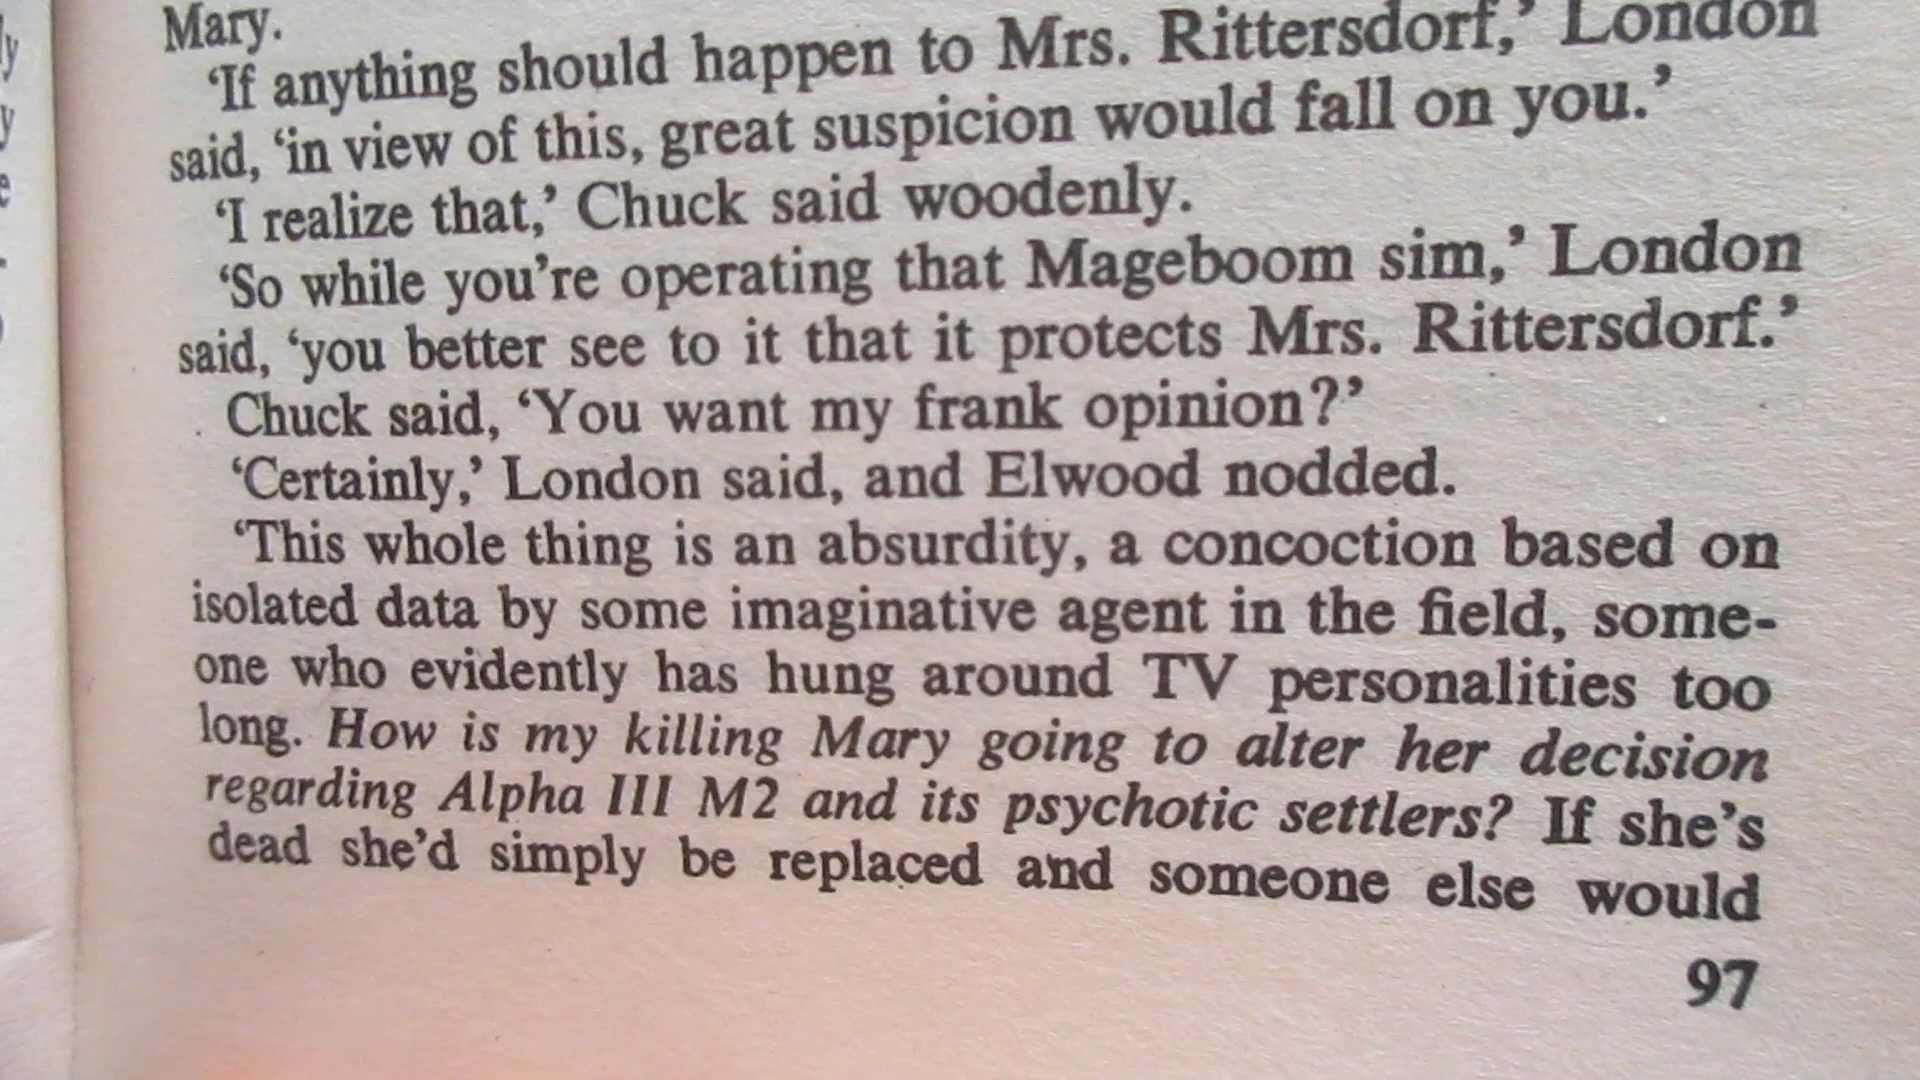 Mary.
‘If anything should happen to Mrs. Rittersdorf,’ London
said, ‘in view of this, great suspicion would fall on you.’
‘I realize that,’ Chuck said woodenly.
‘So while you’re operating that Mageboom sim,’ London
said, ‘you better see to it that it protects Mrs. Rittersdorf.’
Chuck said, ‘You want my frank opinion?’
‘Certainly,’ London said, and Elwood nodded.
‘This whole thing is an absurdity, a concoction based on
isolated data by some imaginative agent in the field, some-
one who evidently has hung around TV personalities too
long. How is my killing Mary going to alter her decision
regarding Alpha III M2 and its psychotic settlers? If she’s
dead she’d simply be replaced and someone else would
97